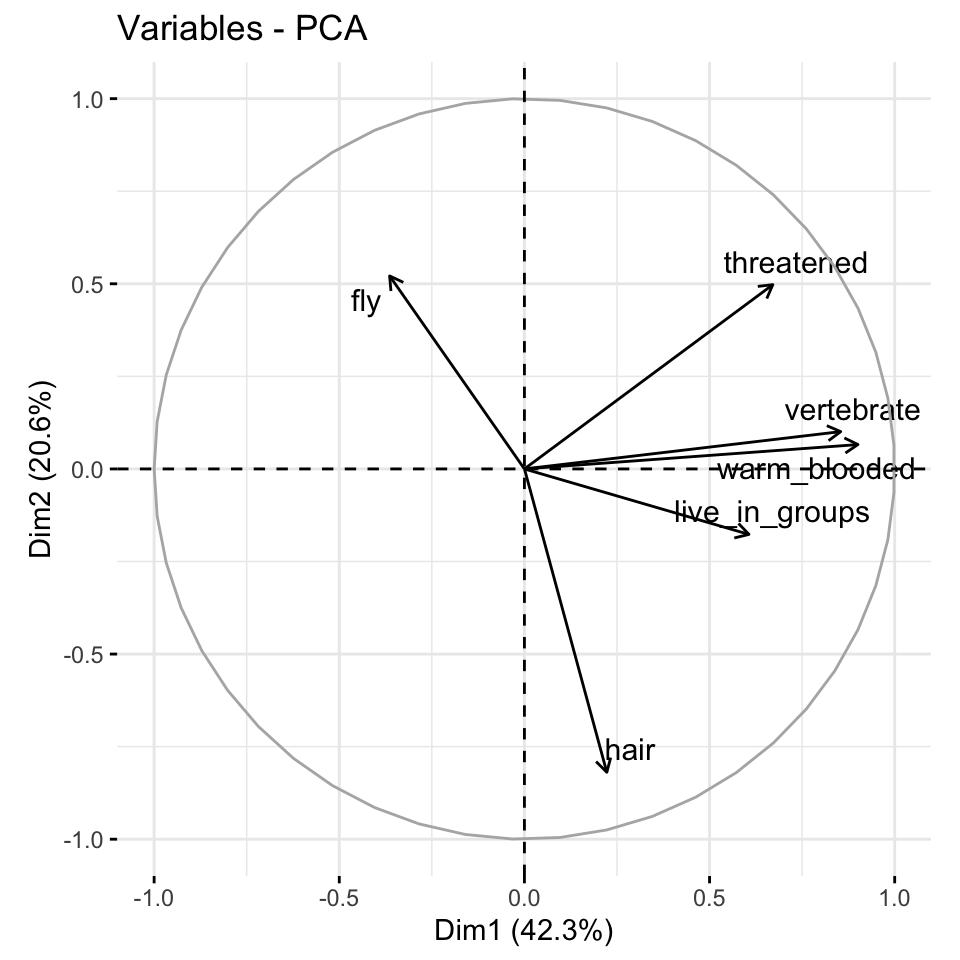 Variables - PCA
1.0
0.5
0.0
-0.5
-1.0
Dim2 (20.6%)
threatened
fly
vertebrate
warm_blooded
live_in_groups
hair
-1.0
-0.5
0.0
0.5
1.0
Dim1 (42.3%)